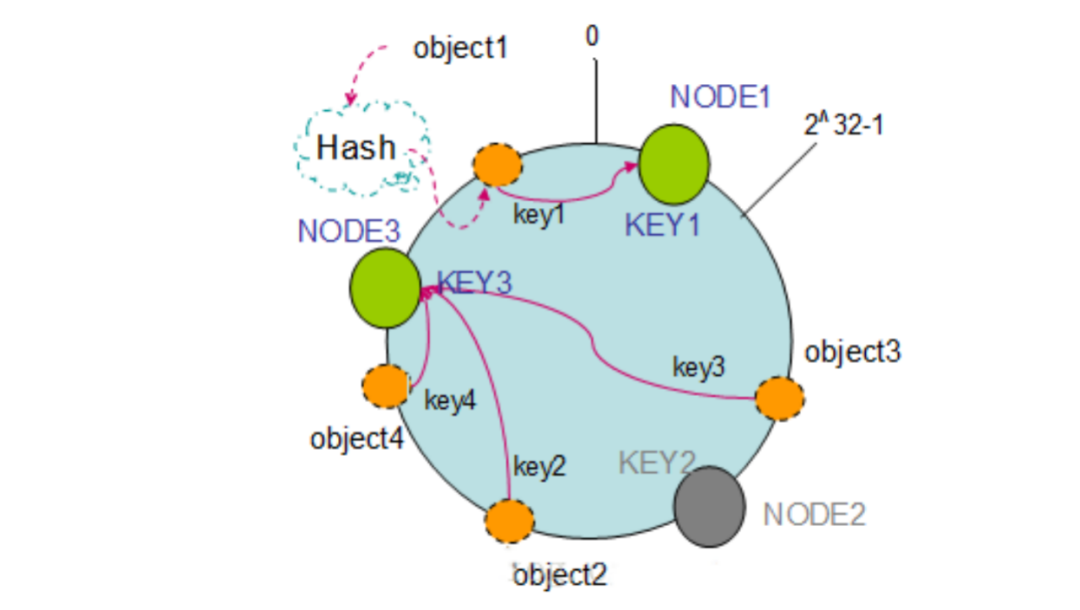 object1
0
NODE1
2^32-1
Hash
key1
KEY1
NODE3
KEY3
object3
key3
key4
object4
KEY2
key2
NODE2
object2